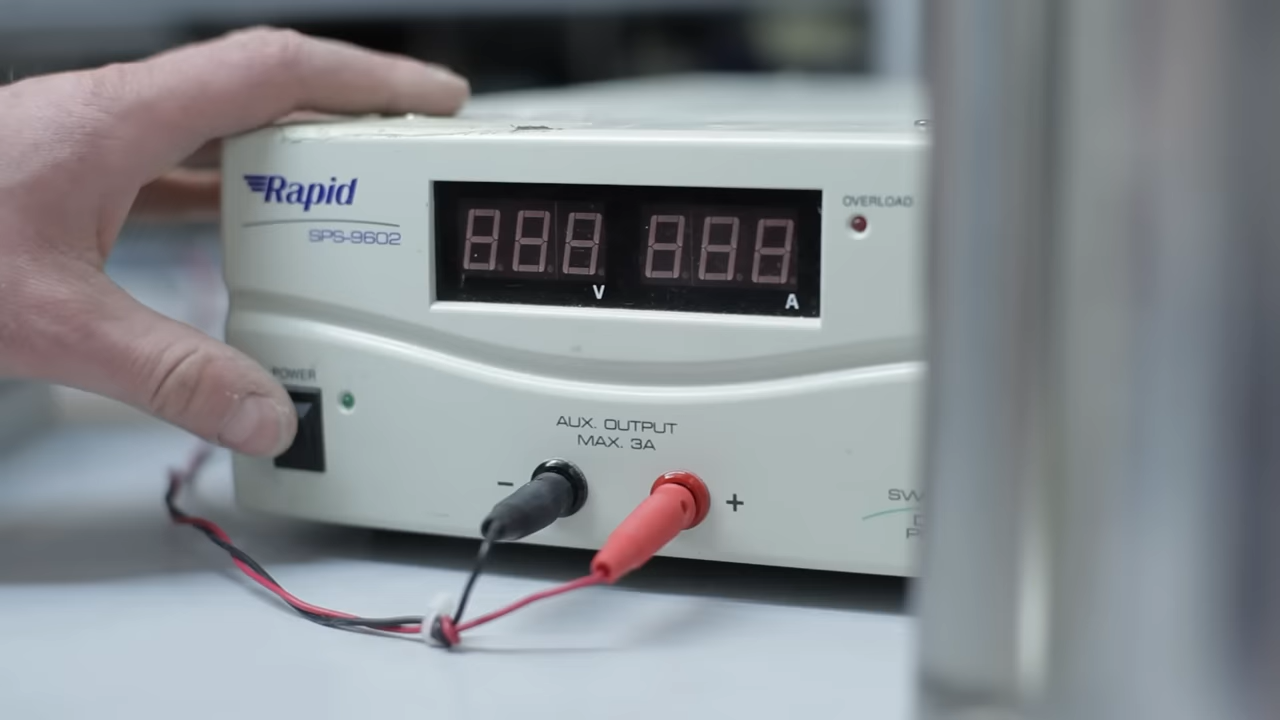 Rapid
SPS-9602
OVERLOAD
V
A
POWER
AUX. OUTPUT
MAX. 3A
-
+